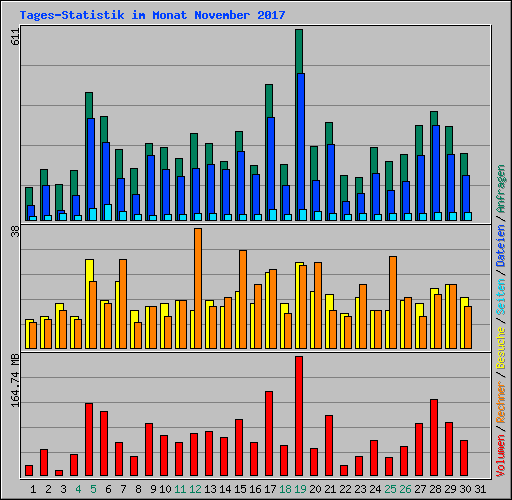 Tages-Statistik im Monat November 2017
611
38
164.74 MB
Volumen / Rechner / Besuche / Seiten / Dateien / Anfragen
1 2 3 4 5 6 7 8 9 10 11 12 13 14 15 16 17 18 19 20 21 22 23 24 25 26 27 28 29 30 31